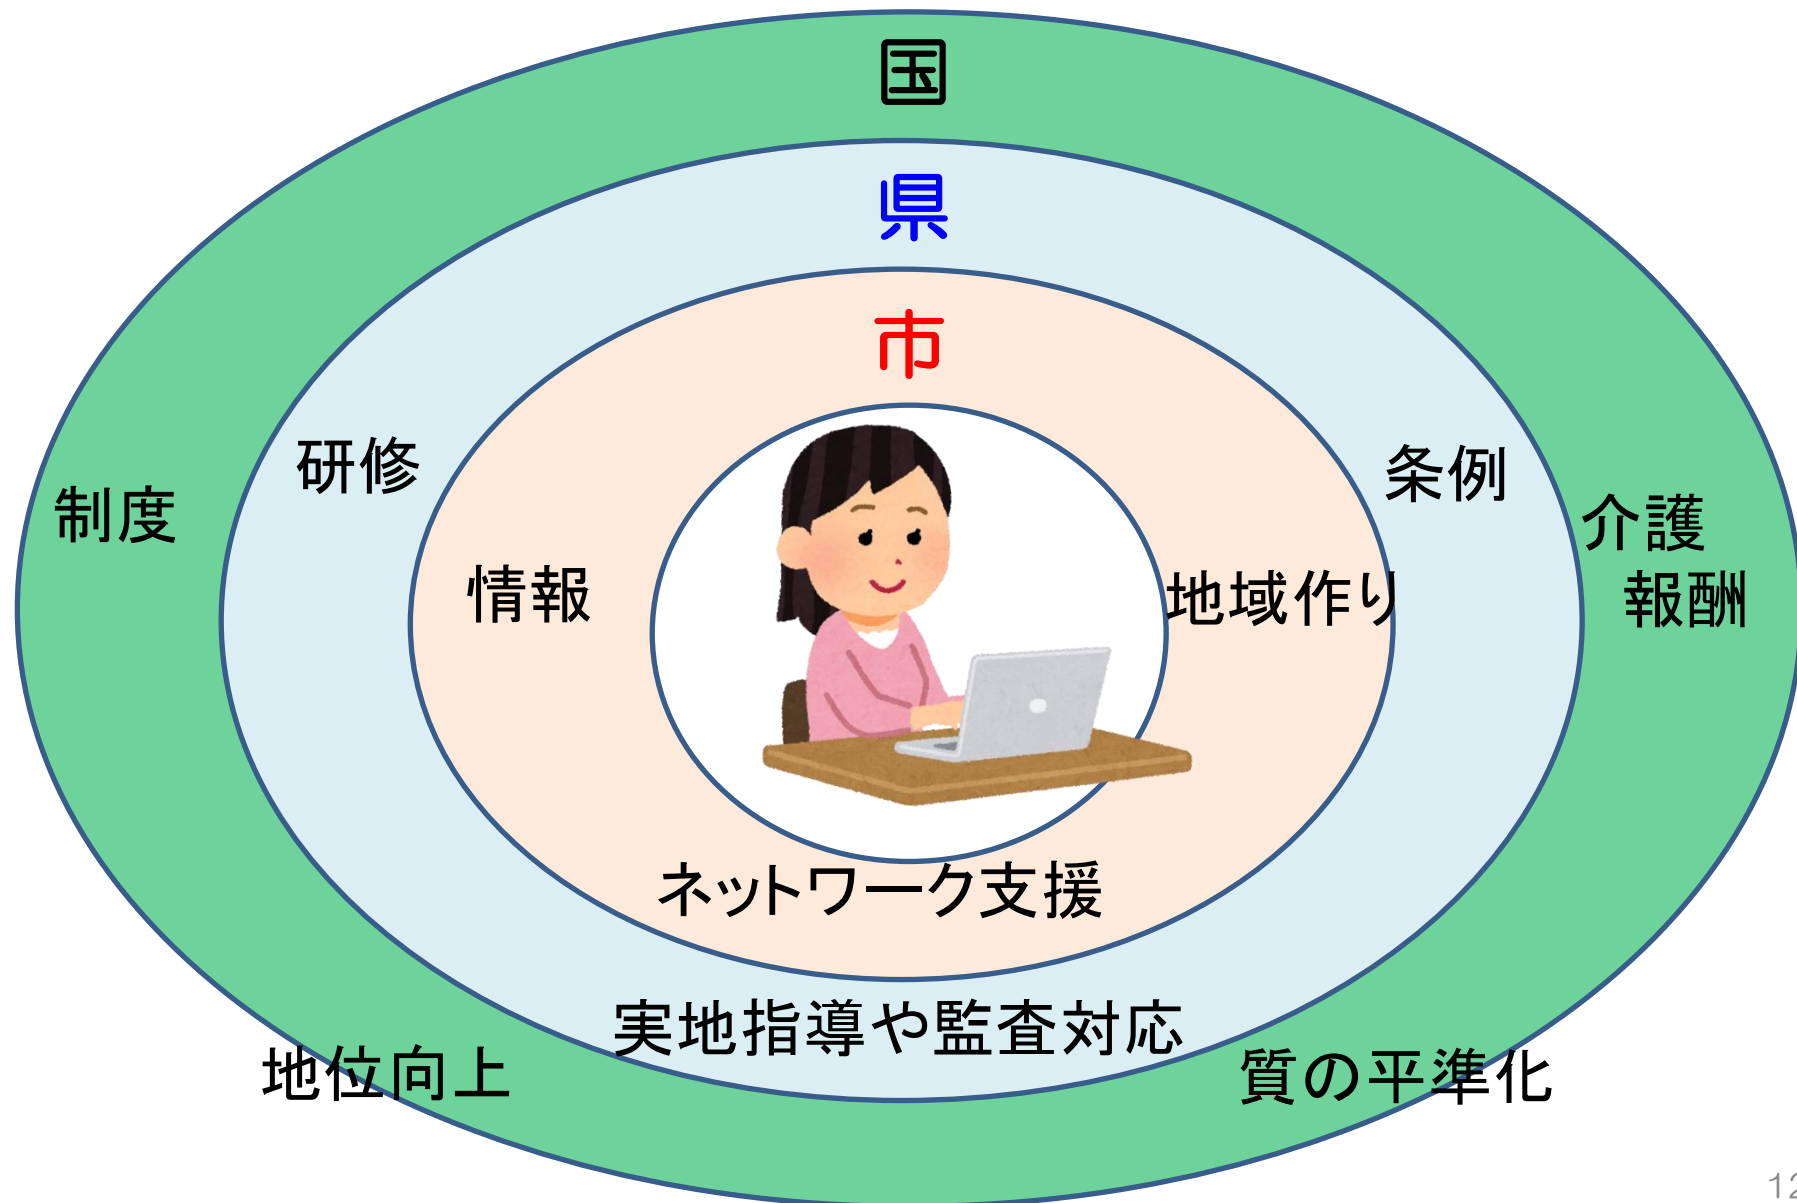 国
県
市
研修
条例
制度
介護
報酬
情報
地域作り
ネットワーク支援
実地指導や監査対応
地位向上
質の平準化
12